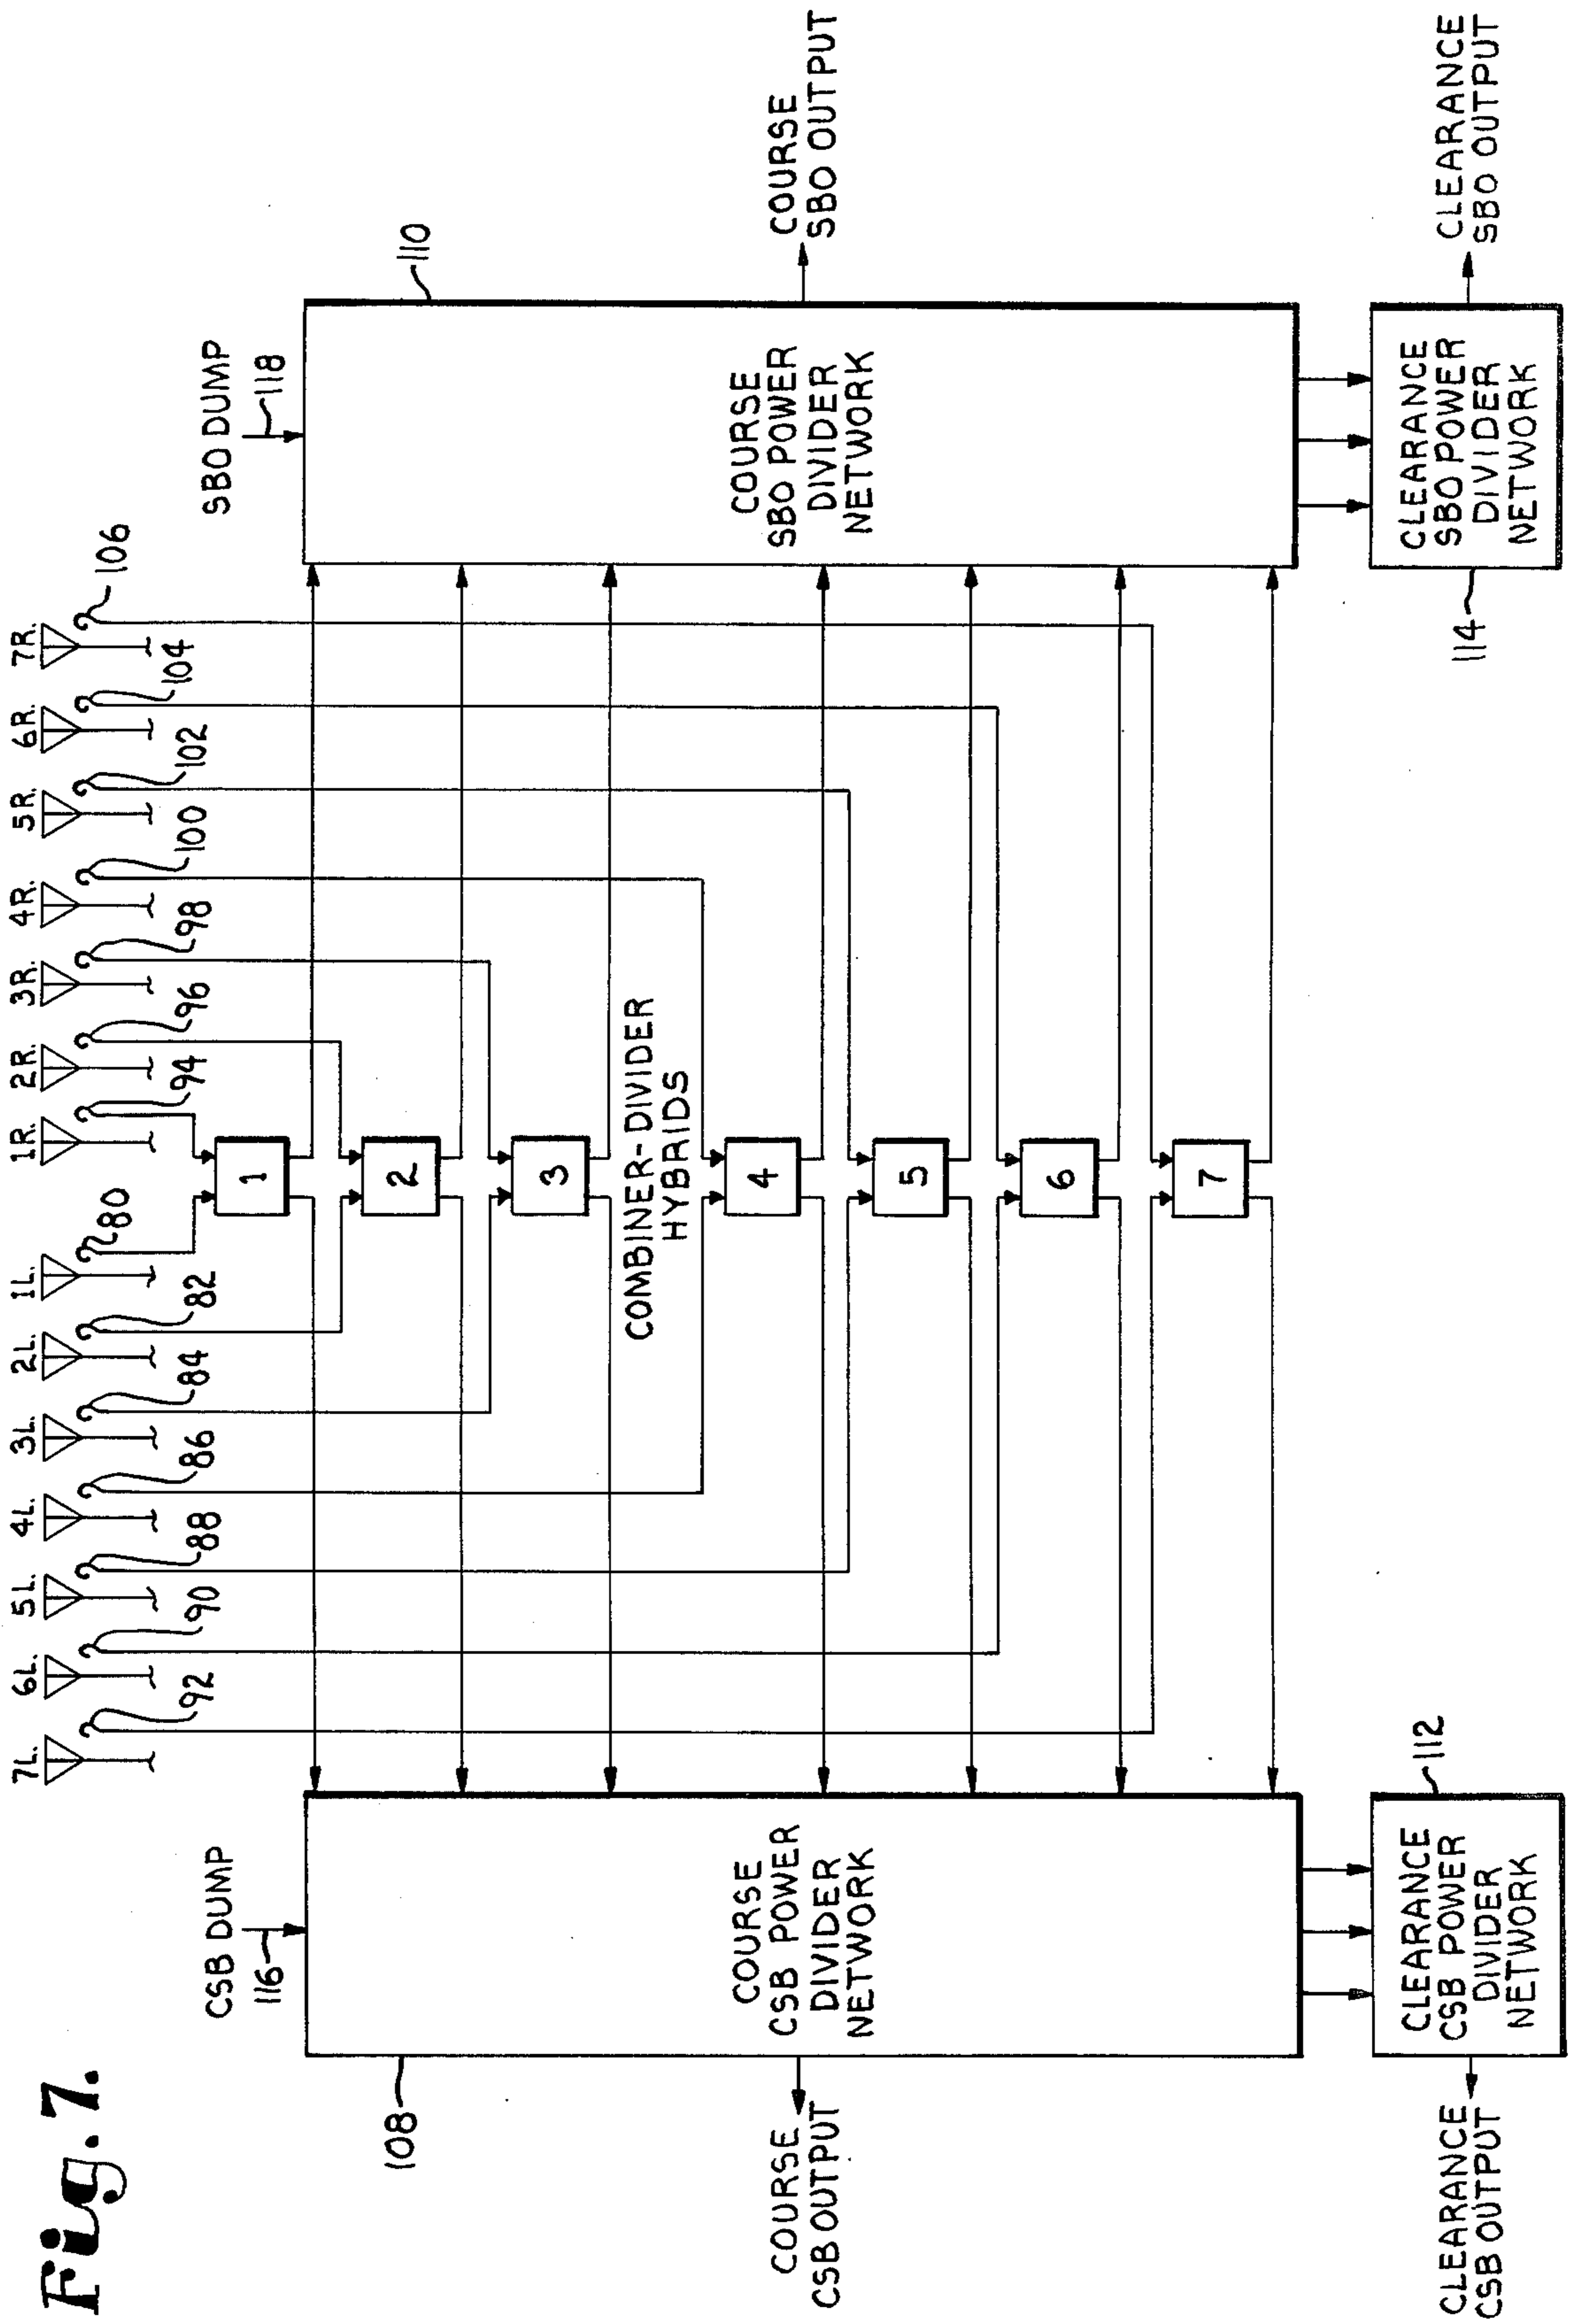 Fig. 7.
7L.
6L.
5L.
4L.
3L.
2L.
1L.
1R.
2R.
3R.
4R.
5R.
6R.
7R.
92
90
88
86
84
82
80
94
96
98
100
102
104
106
CSB DUMP
116
SBO DUMP
118
108
110
COURSE
CSB POWER
DIVIDER
NETWORK
1
2
3
COMBINER-DIVIDER
HYBRIDS
4
5
6
7
COURSE
SBO POWER
DIVIDER
NETWORK
COURSE
CSB OUTPUT
COURSE
SBO OUTPUT
112
CLEARANCE
CSB POWER
DIVIDER
NETWORK
114
CLEARANCE
SBO POWER
DIVIDER
NETWORK
CLEARANCE
CSB OUTPUT
CLEARANCE
SBO OUTPUT